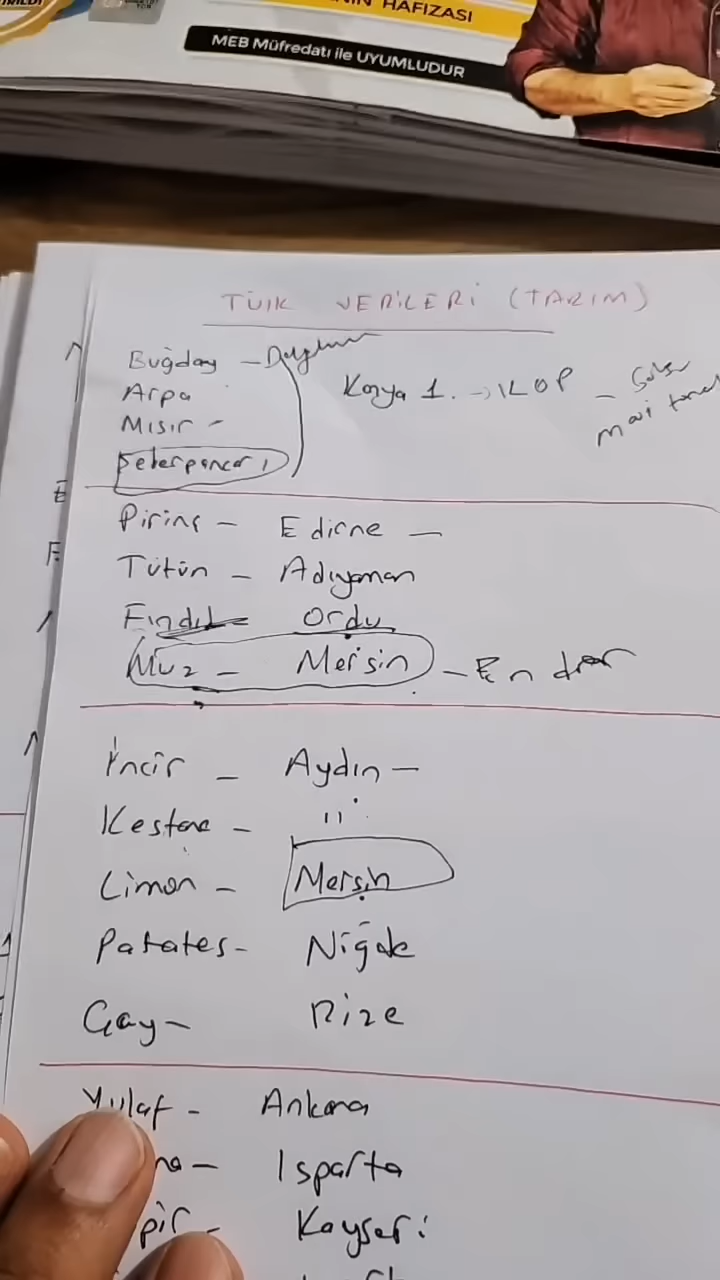 HAFIZASI
MEB Müfredatı ile UYUMLUDUR
TÜİK VERİLERİ (TARIM)
Buğday -
Arpa
Mısır -
Şekerpancarı
Konya 1. → KOP -
mavi tünel
Pirinç - Edirne -
Tütün - Adıyaman
Fındık Ordu
Muz - Mersin - En dar
İncir - Aydın -
Kestane - "
Limon - Mersin
Patates - Niğde
Çay - Rize
Yulaf - Ankara
Isparta
Kayseri